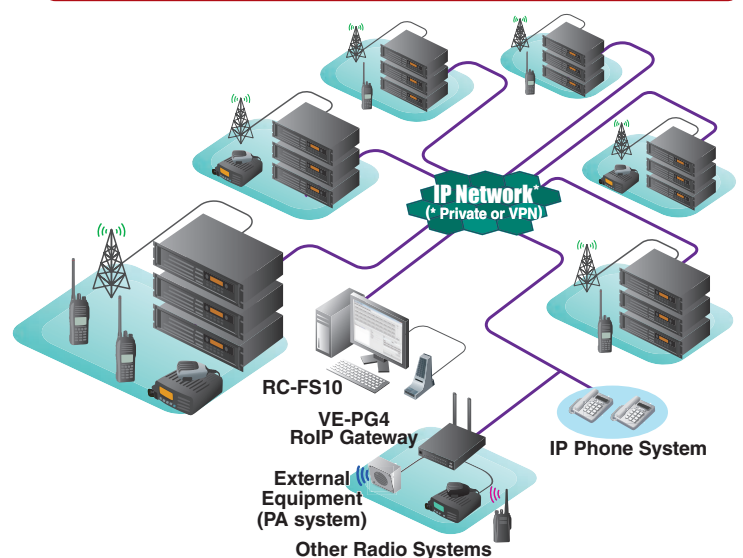 IP Network*
(* Private or VPN)
RC-FS10
VE-PG4
RoIP Gateway
IP Phone System
External
Equipment
(PA system)
Other Radio Systems